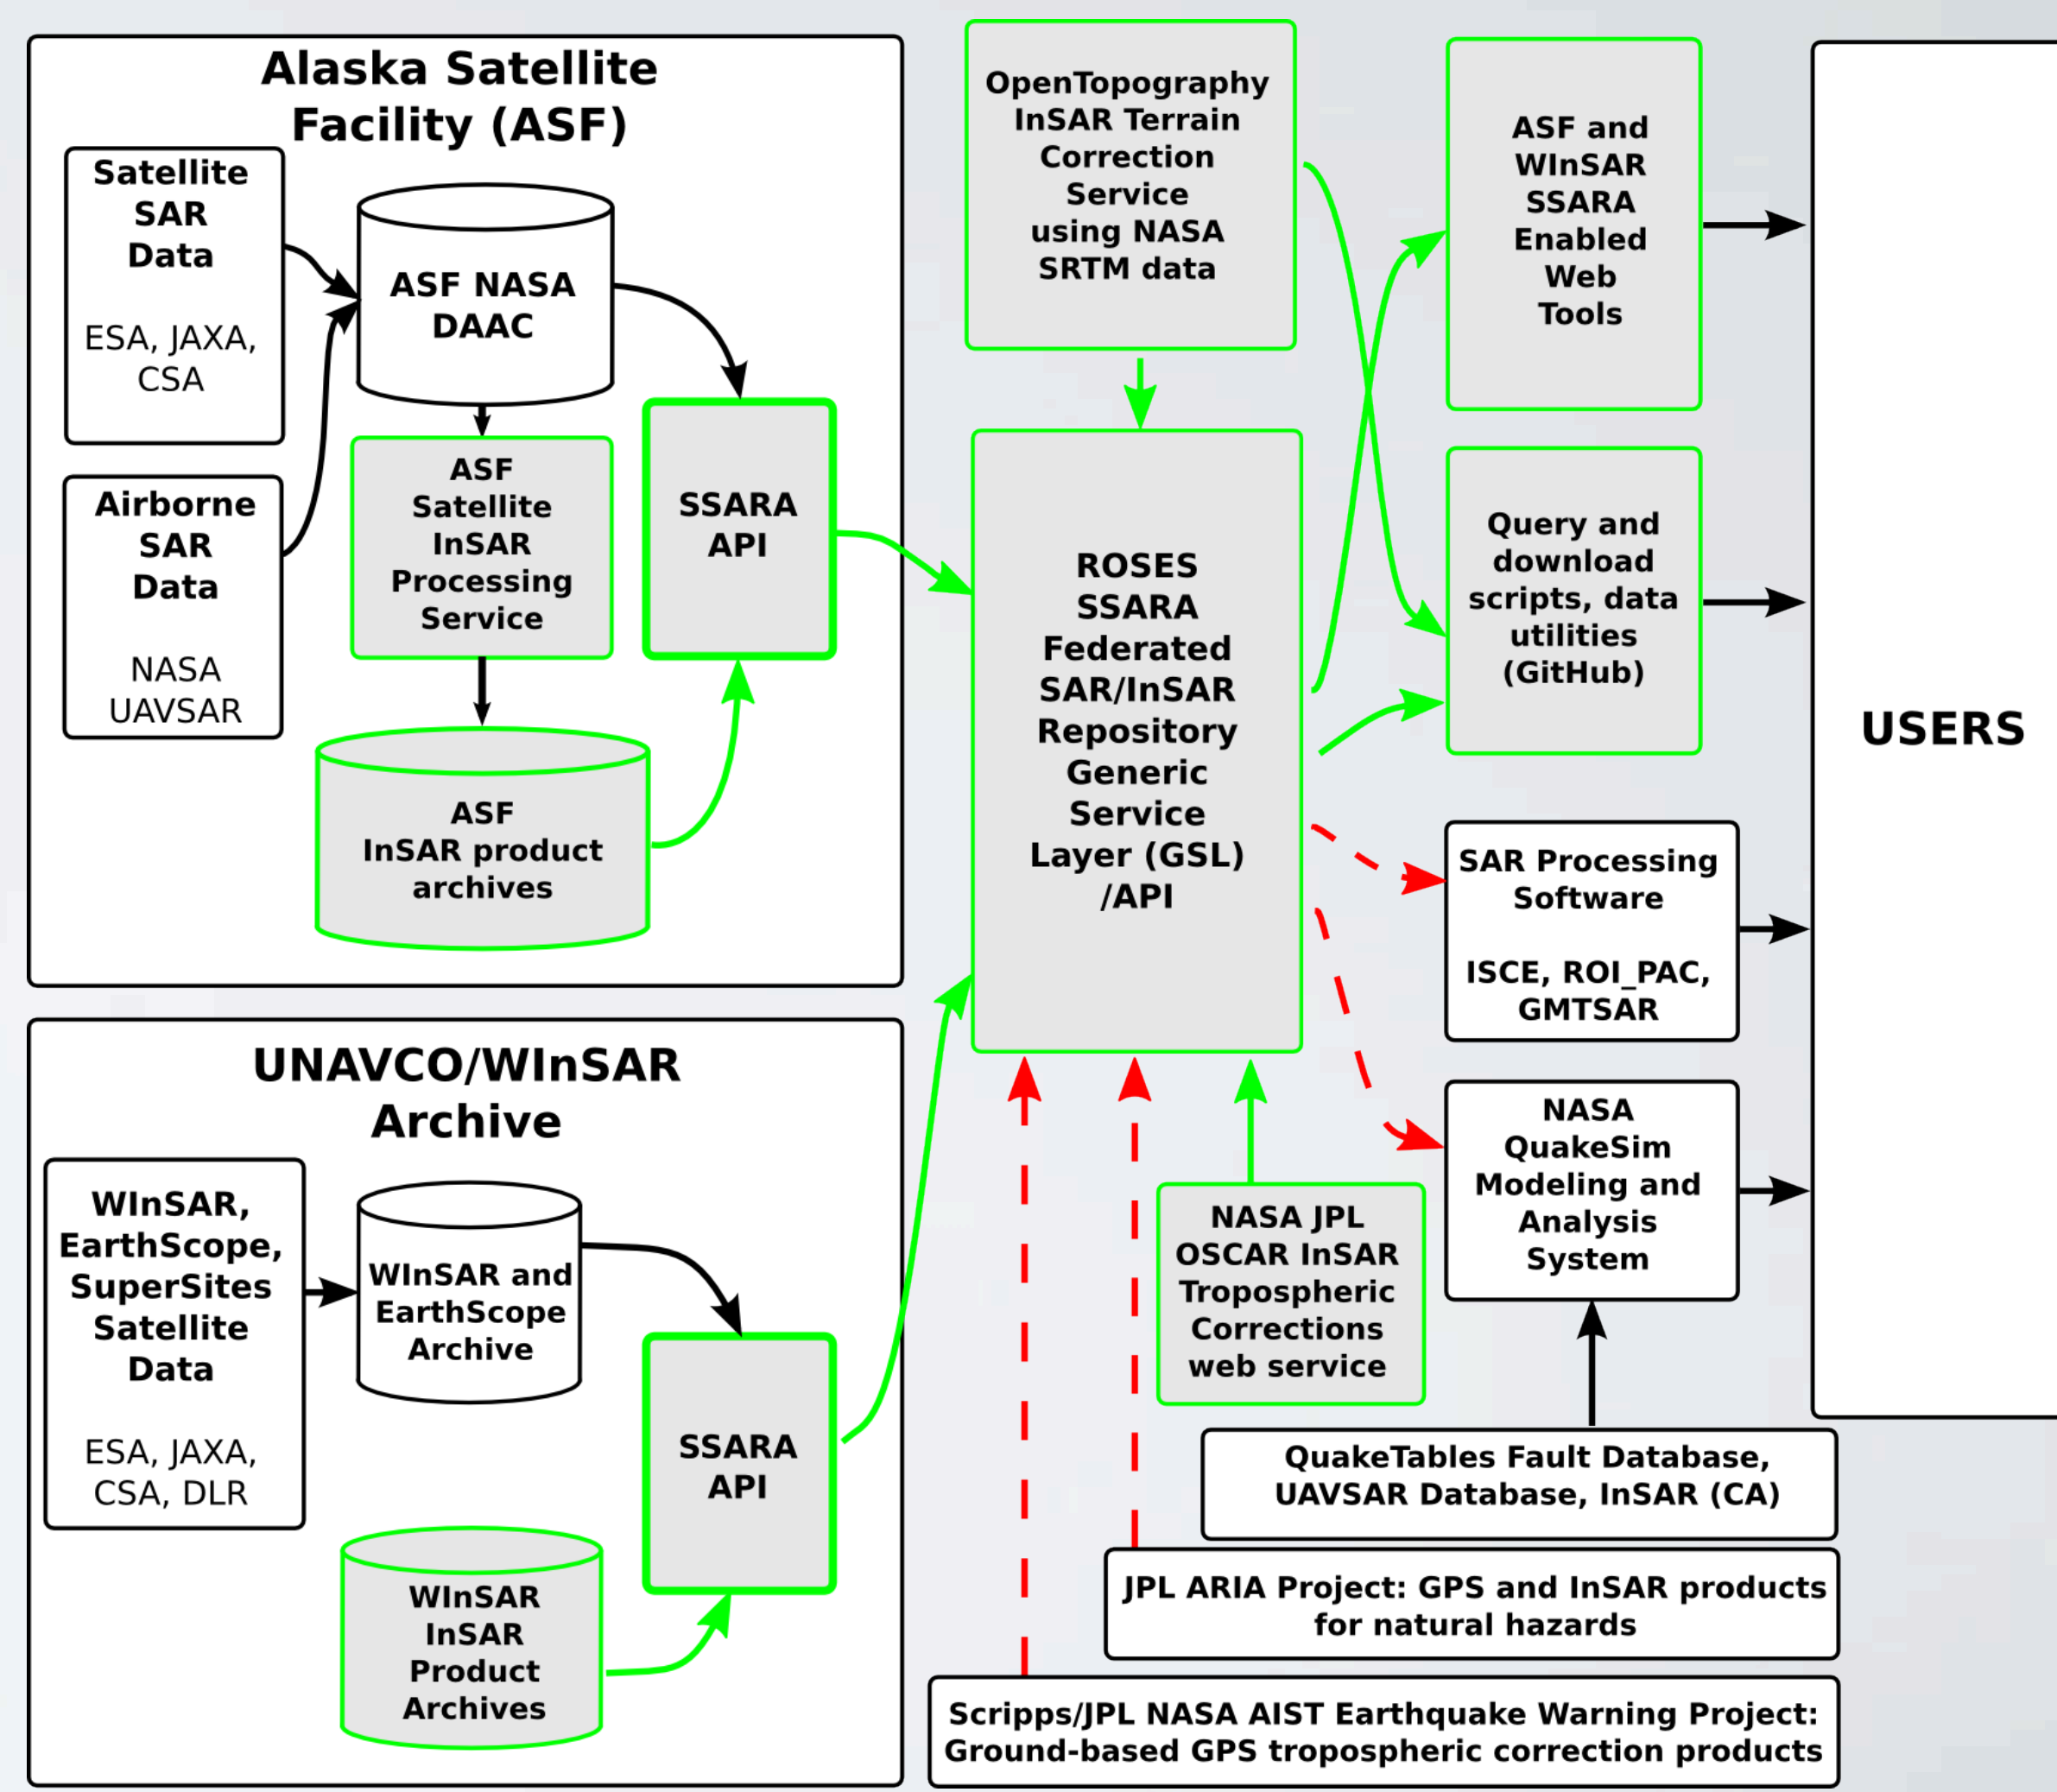 Alaska Satellite
Facility (ASF)
Satellite
SAR
Data
ESA, JAXA,
CSA
Airborne
SAR
Data
NASA
UAVSAR
ASF NASA
DAAC
ASF
Satellite
InSAR
Processing
Service
ASF
InSAR product
archives
SSARA
API
UNAVCO/WInSAR
Archive
WInSAR,
EarthScope,
SuperSites
Satellite
Data
ESA, JAXA,
CSA, DLR
WInSAR and
EarthScope
Archive
WInSAR
InSAR
Product
Archives
SSARA
API
OpenTopography
InSAR Terrain
Correction
Service
using NASA
SRTM data
ROSES
SSARA
Federated
SAR/InSAR
Repository
Generic
Service
Layer (GSL)
/API
NASA JPL
OSCAR InSAR
Tropospheric
Corrections
web service
ASF and
WInSAR
SSARA
Enabled
Web
Tools
Query and
download
scripts, data
utilities
(GitHub)
SAR Processing
Software
ISCE, ROI_PAC,
GMTSAR
NASA
QuakeSim
Modeling and
Analysis
System
QuakeTables Fault Database,
UAVSAR Database, InSAR (CA)
JPL ARIA Project: GPS and InSAR products
for natural hazards
Scripps/JPL NASA AIST Earthquake Warning Project:
Ground-based GPS tropospheric correction products
USERS